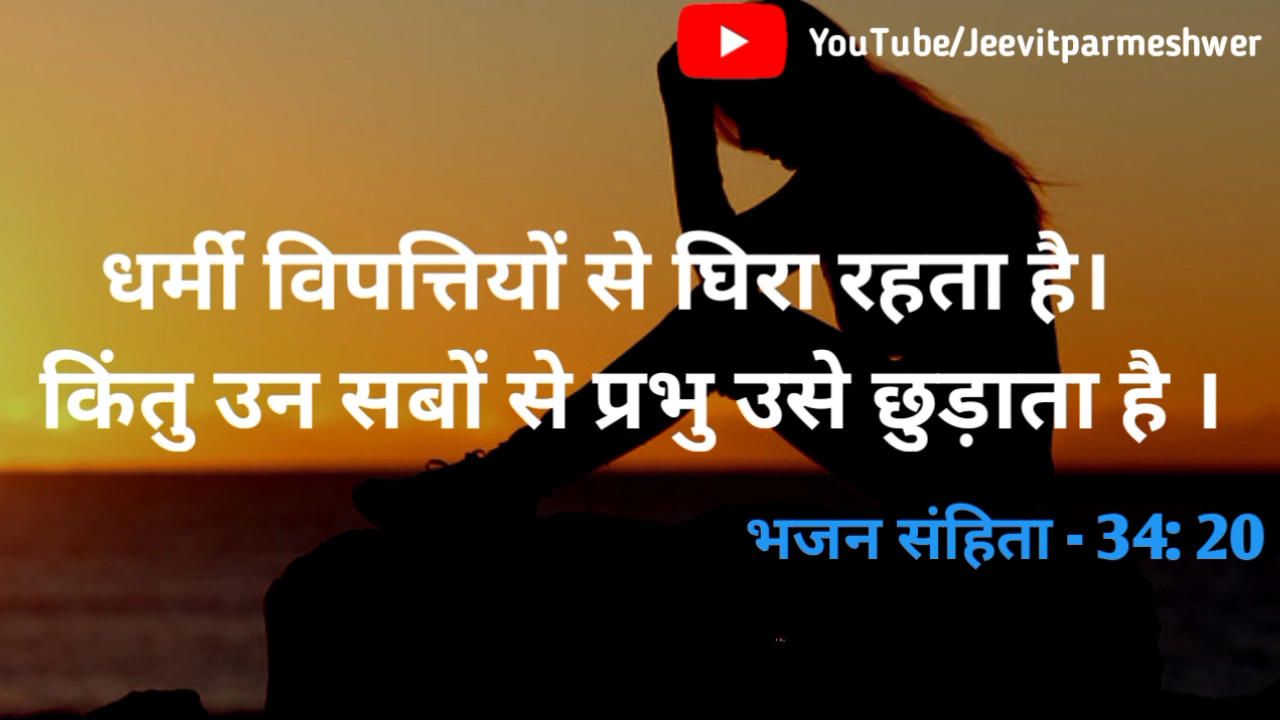 YouTube/Jeevitparmeshwer
धर्मी विपत्तियों से घिरा रहता है।
किंतु उन सबों से प्रभु उसे छुड़ाता है ।
भजन संहिता - 34: 20